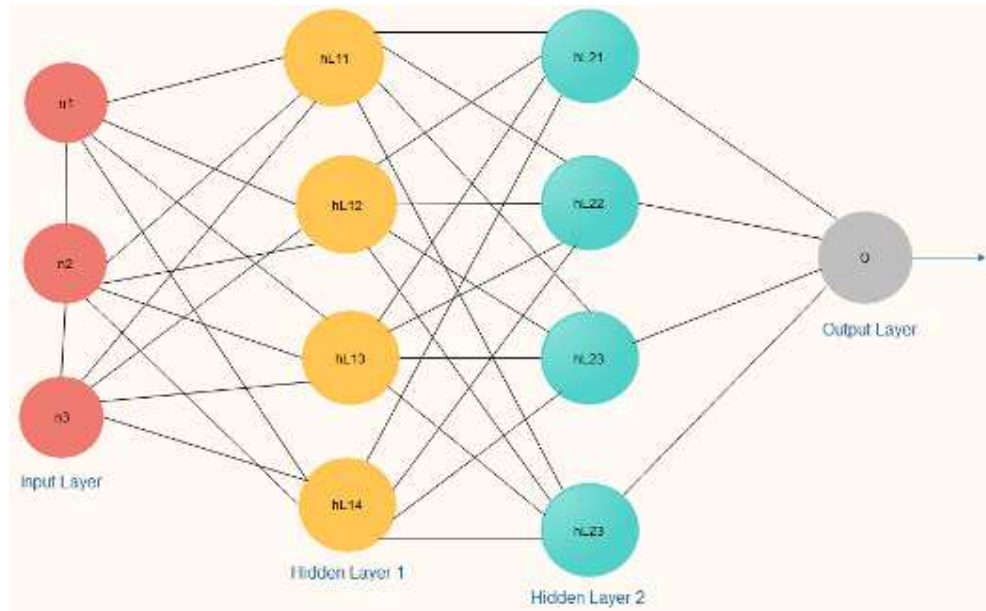 n1
n2
n3
Input Layer
hL11
hL12
hL13
hL14
Hidden Layer 1
hL21
hL22
hL23
hL23
Hidden Layer 2
O
Output Layer